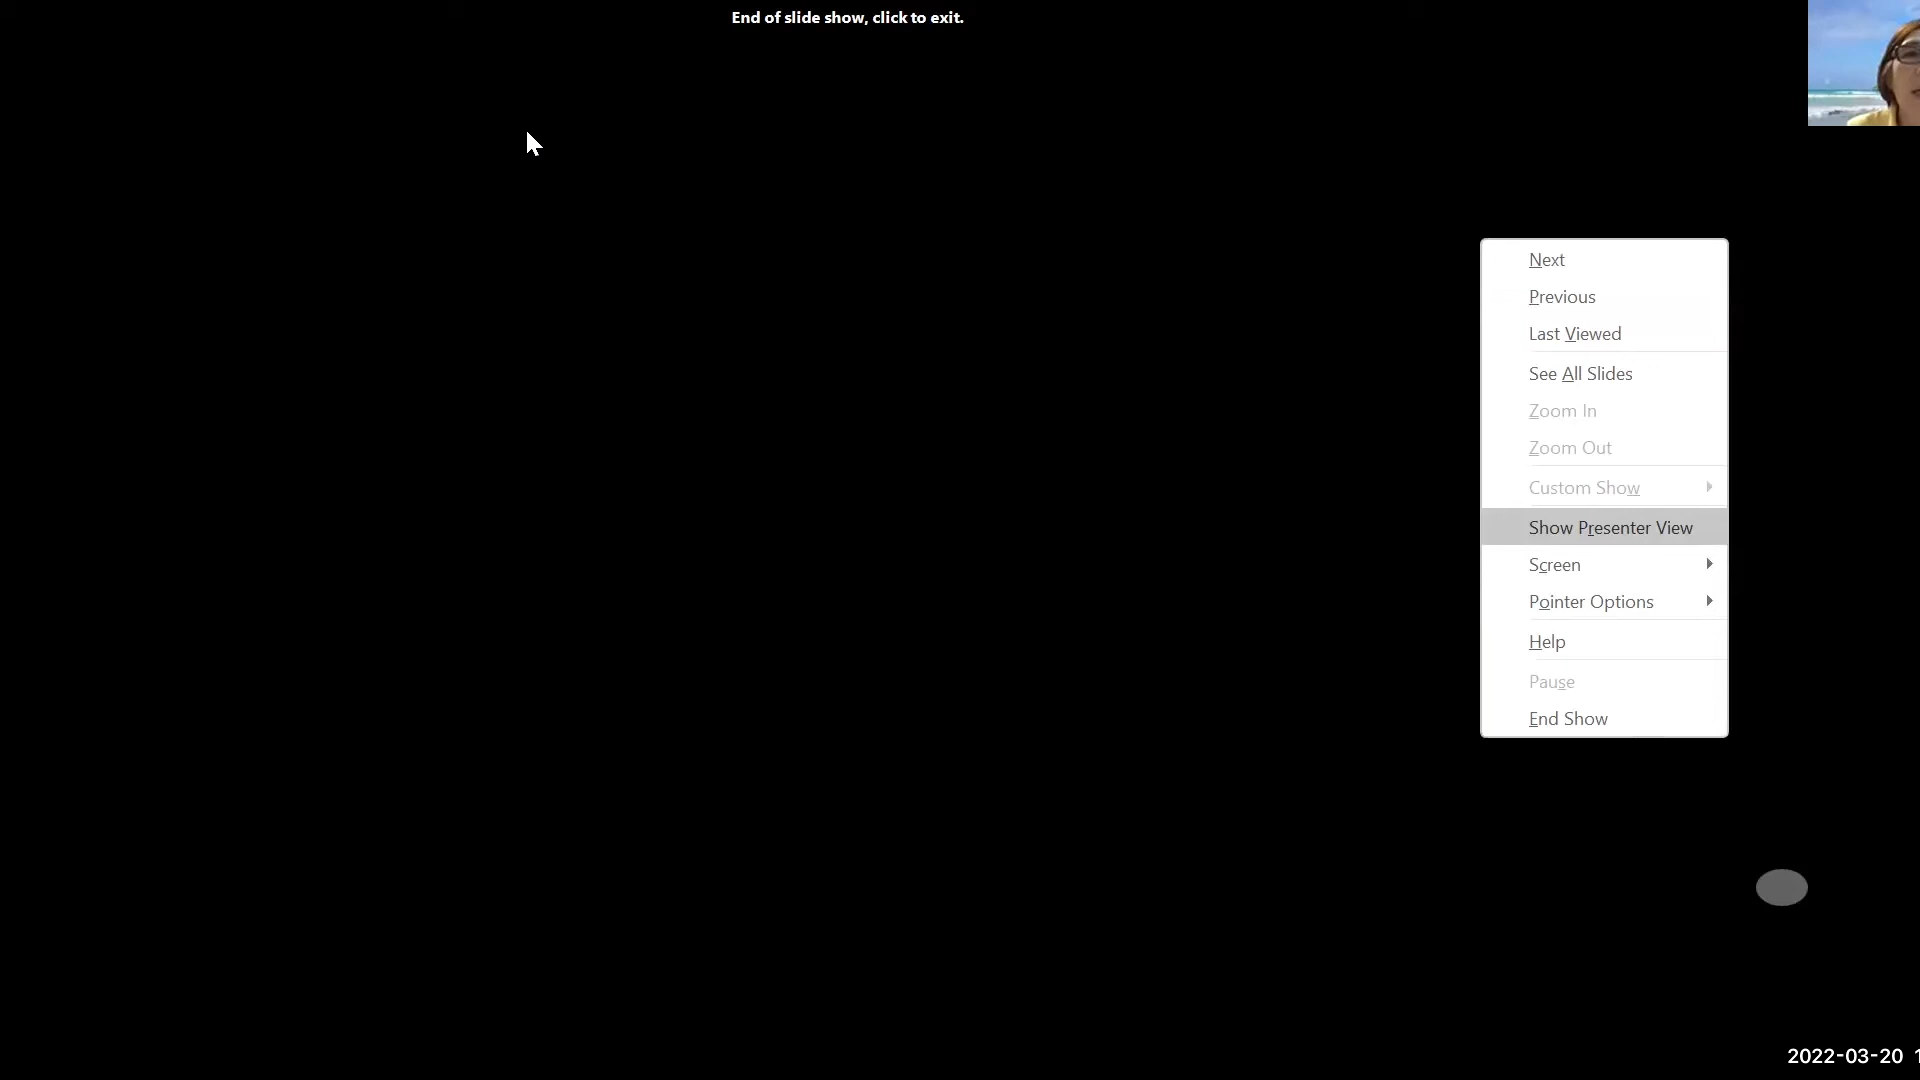 End of slide show, click to exit.
Next
Previous
Last Viewed
See All Slides
Zoom In
Zoom Out
Custom Show
Show Presenter View
Screen
Pointer Options
Help
Pause
End Show
2022-03-20